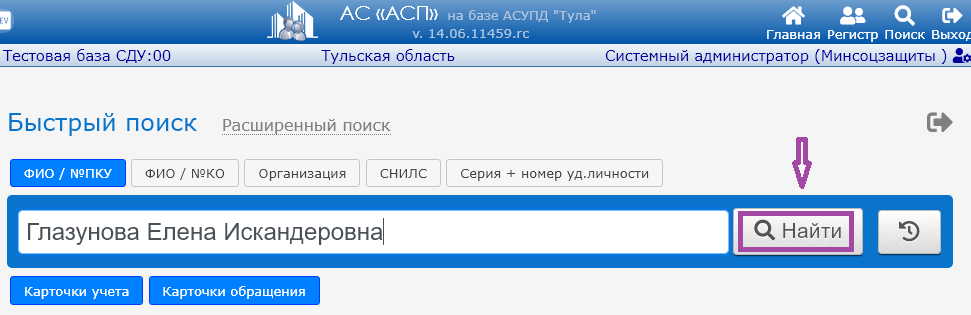 EV
АС «АСП» на базе АСУПД "Тула"
v. 14.06.11459.rc
Главная Регистр Поиск Выход
Тестовая база СДУ:00 Тульская область Системный администратор (Минсоцзащиты )
Быстрый поиск Расширенный поиск
ФИО / №ПКУ ФИО / №КО Организация СНИЛС Серия + номер уд.личности
Глазунова Елена Искандеровна Найти
Карточки учета Карточки обращения